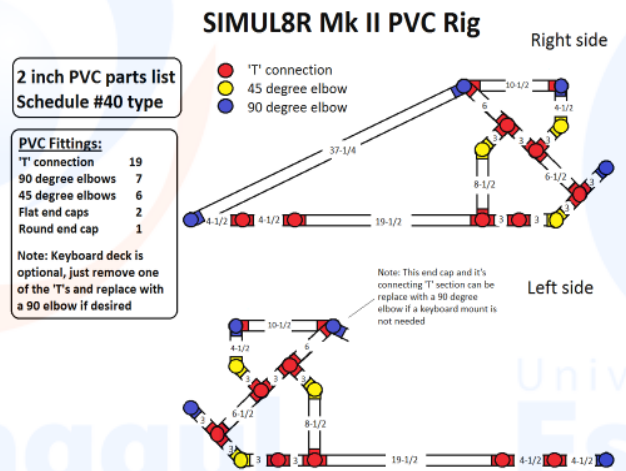 SIMUL8R Mk II PVC Rig
Right side
2 inch PVC parts list
Schedule #40 type
'T' connection
45 degree elbow
90 degree elbow
PVC Fittings:
'T' connection 19
90 degree elbows 7
45 degree elbows 6
Flat end caps 2
Round end cap 1
Note: Keyboard deck is
optional, just remove one
of the 'T's and replace with
a 90 elbow if desired
10-1/2
6
4-1/2
3
3
37-1/4
8-1/2
6-1/2
3
3
4-1/2
4-1/2
19-1/2
3
3
Note: This end cap and it's
connecting 'T' section can be
replace with a 90 degree
elbow if a keyboard mount is
not needed
Left side
10-1/2
4-1/2
6
3
3
3
6-1/2
3
8-1/2
3
3
3
19-1/2
4-1/2
4-1/2
Univ
Es